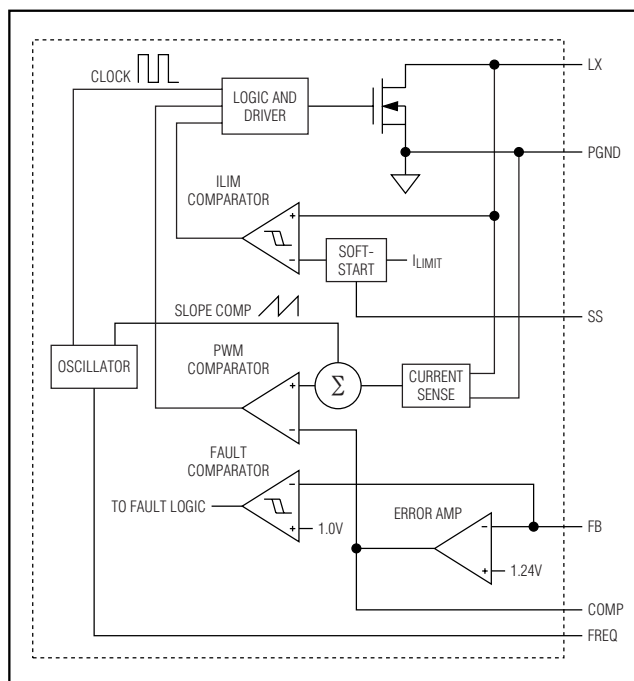 CLOCK
LX
LOGIC AND
DRIVER
PGND
ILIM
COMPARATOR
+
−
SOFT-
START
ILIMIT
SS
SLOPE COMP
OSCILLATOR
PWM
COMPARATOR
+
−
Σ
CURRENT
SENSE
FAULT
COMPARATOR
−
+
TO FAULT LOGIC
1.0V
ERROR AMP
−
+
FB
1.24V
COMP
FREQ